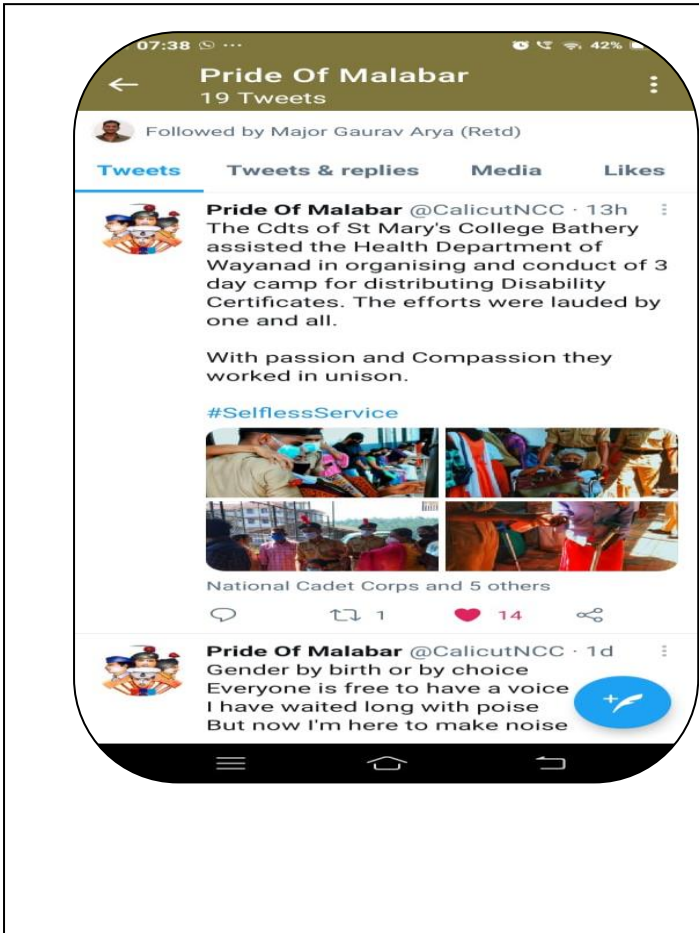 07:38 ...
42%
Pride Of Malabar
19 Tweets
Followed by Major Gaurav Arya (Retd)
Tweets Tweets & replies Media Likes
Pride Of Malabar @CalicutNCC · 13h
The Cdts of St Mary's College Bathery
assisted the Health Department of
Wayanad in organising and conduct of 3
day camp for distributing Disability
Certificates. The efforts were lauded by
one and all.
With passion and Compassion they
worked in unison.
#SelflessService
National Cadet Corps and 5 others
1 14
Pride Of Malabar @CalicutNCC · 1d
Gender by birth or by choice
Everyone is free to have a voice
I have waited long with poise
But now I'm here to make noise